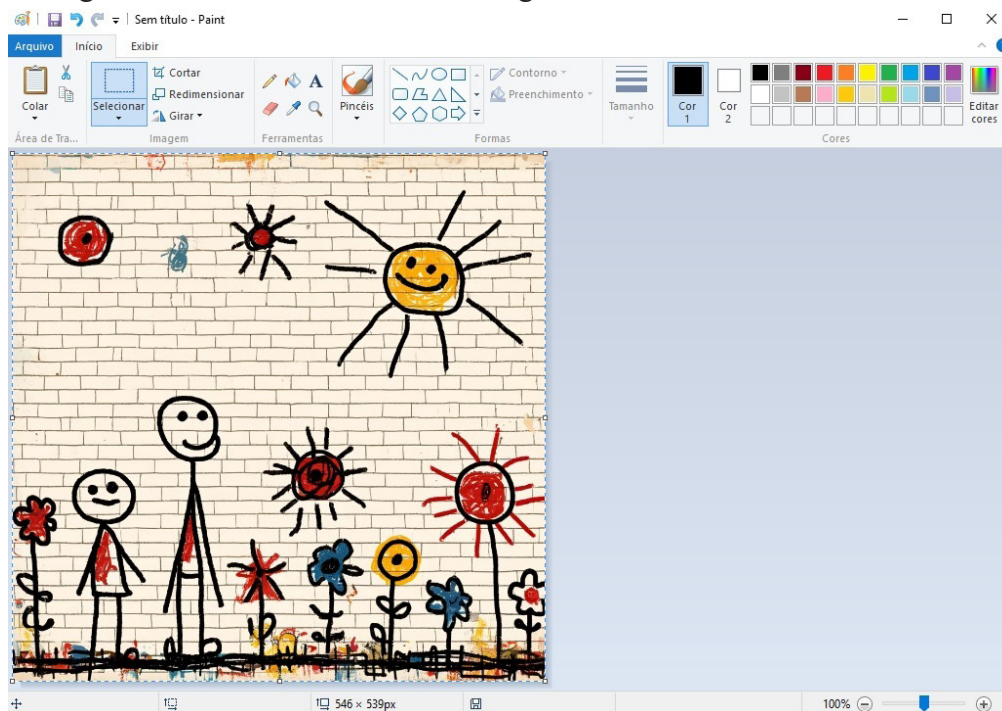 Sem título - Paint
Arquivo Início Exibir
Colar
Selecionar
Cortar
Redimensionar
Girar
A
Pincéis
Contorno
Preenchimento
Tamanho
Cor 1
Cor 2
Editar cores
Área de Tra... Imagem Ferramentas Formas Cores
546 × 539px 100%